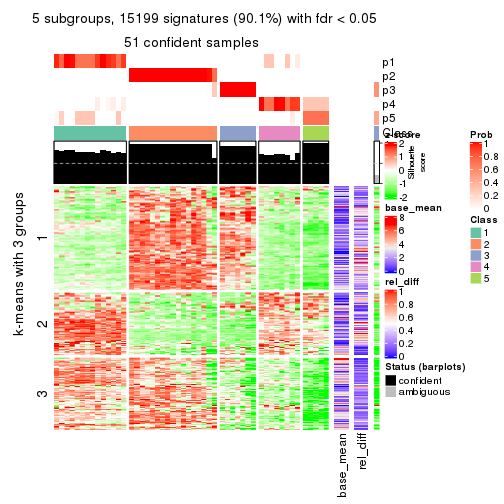 5 subgroups, 15199 signatures (90.1%) with fdr < 0.05
51 confident samples
p1
p2
p3
p4
p5
Class
z-score
2
1
0
-1
-2
Silhouette
score
base_mean
8
6
4
2
0
rel_diff
1
0.8
0.6
0.4
0.2
0
Status (barplots)
confident
ambiguous
Prob
1
0.8
0.6
0.4
0.2
0
Class
1
2
3
4
5
k-means with 3 groups
1
2
3
base_mean
rel_diff